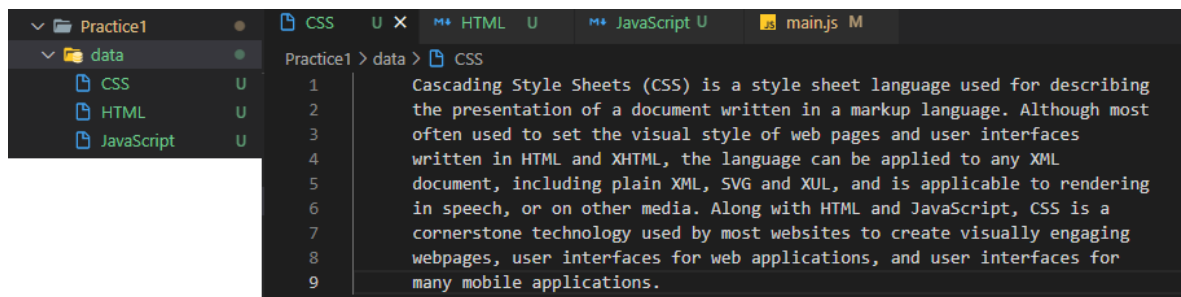 Practice1
data
CSS U
HTML U
JavaScript U
CSS U
M↓ HTML U
M↓ JavaScript U
JS main.js M
Practice1 > data > CSS
1 Cascading Style Sheets (CSS) is a style sheet language used for describing
2 the presentation of a document written in a markup language. Although most
3 often used to set the visual style of web pages and user interfaces
4 written in HTML and XHTML, the language can be applied to any XML
5 document, including plain XML, SVG and XUL, and is applicable to rendering
6 in speech, or on other media. Along with HTML and JavaScript, CSS is a
7 cornerstone technology used by most websites to create visually engaging
8 webpages, user interfaces for web applications, and user interfaces for
9 many mobile applications.